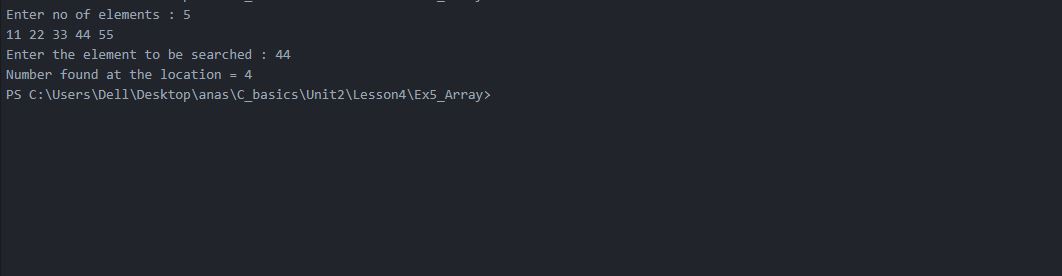 Enter no of elements : 5
11 22 33 44 55
Enter the element to be searched : 44
Number found at the location = 4
PS C:\Users\Dell\Desktop\anas\C_basics\Unit2\Lesson4\Ex5_Array>